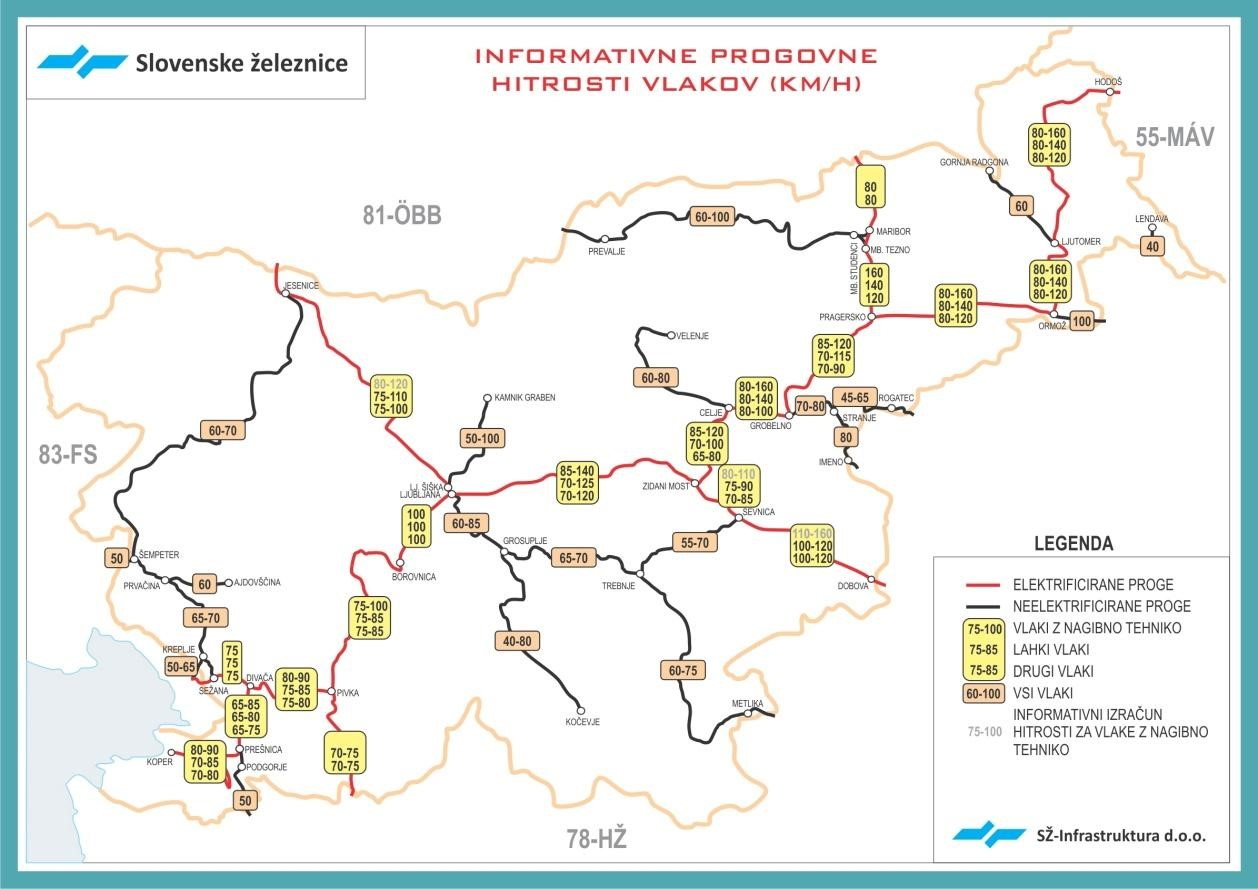 Slovenske železnice
INFORMATIVNE PROGOVNE
HITROSTI VLAKOV (KM/H)
HODOŠ
55-MÁV
80-160
80-140
80-120
GORNJA RADGONA
60
LENDAVA
40
81-ÖBB
80
80
60-100
PREVALJE
MARIBOR
MB. TEZNO
MB. STUDENCI
LJUTOMER
160
140
120
80-160
80-140
80-120
80-160
80-140
80-120
JESENICE
PRAGERSKO
ORMOŽ
100
VELENJE
85-120
70-115
70-90
60-80
80-120
75-110
75-100
80-160
80-140
80-100
KAMNIK GRABEN
CELJE
GROBELNO
70-80
45-65
ROGATEC
STRANJE
60-70
50-100
85-120
70-100
65-80
80
IMENO
83-FS
LJ. ŠIŠKA
LJUBLJANA
85-140
70-125
70-120
ZIDANI MOST
80-110
75-90
70-85
SEVNICA
100
100
100
60-85
GROSUPLJE
65-70
55-70
110-160
100-120
100-120
50
ŠEMPETER
PRVAČINA
60
AJDOVŠČINA
BOROVNICA
TREBNJE
DOBOVA
65-70
75-100
75-85
75-85
40-80
KREPLJE
50-65
75
75
75
SEŽANA
DIVAČA
80-90
75-85
75-80
PIVKA
60-75
METLIKA
KOČEVJE
65-85
65-80
65-75
KOPER
80-90
70-85
70-80
PREŠNICA
PODGORJE
50
70-75
70-75
78-HŽ
LEGENDA
ELEKTRIFICIRANE PROGE
NEELEKTRIFICIRANE PROGE
75-100 VLAKI Z NAGIBNO TEHNIKO
75-85 LAHKI VLAKI
75-85 DRUGI VLAKI
60-100 VSI VLAKI
INFORMATIVNI IZRAČUN
75-100 HITROSTI ZA VLAKE Z NAGIBNO
TEHNIKO
SŽ-Infrastruktura d.o.o.